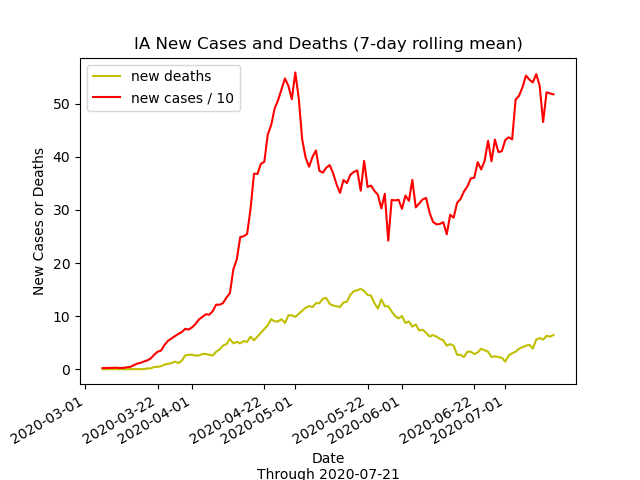 IA New Cases and Deaths (7-day rolling mean)
new deaths
new cases / 10
New Cases or Deaths
50
40
30
20
10
0
2020-03-01
2020-03-22
2020-04-01
2020-04-22
2020-05-01
2020-05-22
2020-06-01
2020-06-22
2020-07-01
Date
Through 2020-07-21